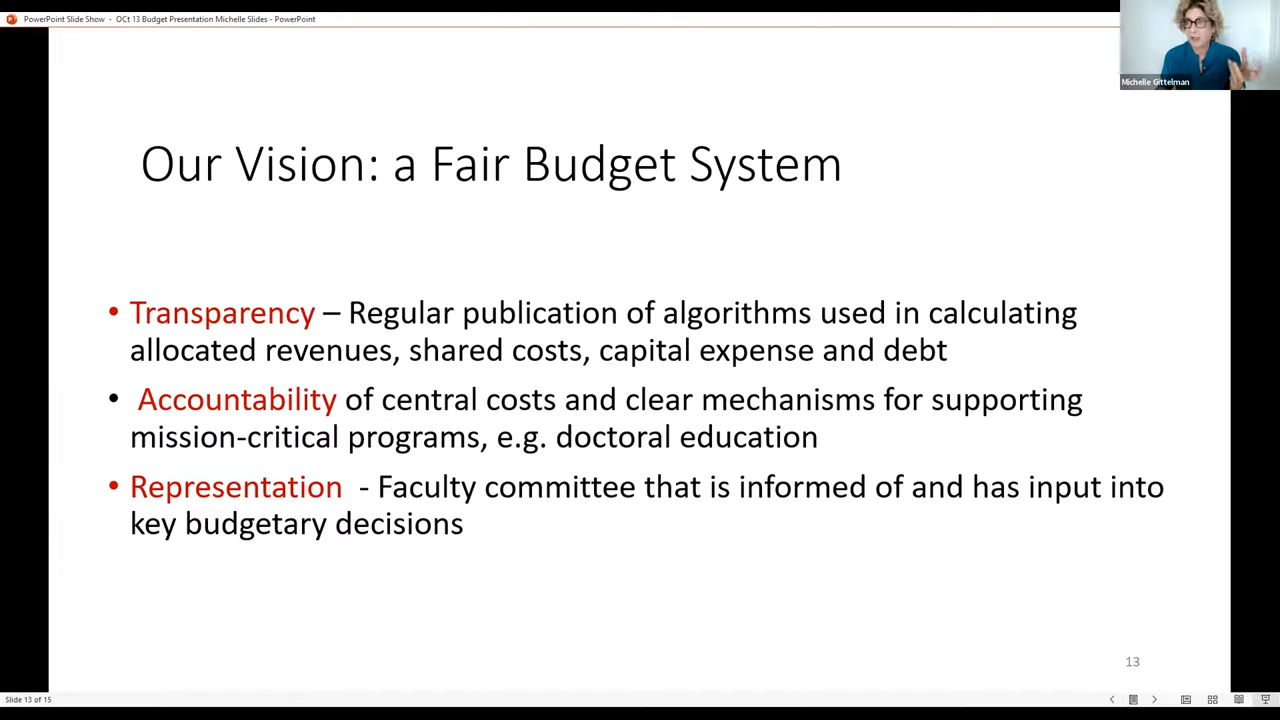 PowerPoint Slide Show - OCt 13 Budget Presentation Michelle Slides - PowerPoint
Michelle Gittelman
Our Vision: a Fair Budget System
• Transparency – Regular publication of algorithms used in calculating
allocated revenues, shared costs, capital expense and debt
• Accountability of central costs and clear mechanisms for supporting
mission-critical programs, e.g. doctoral education
• Representation - Faculty committee that is informed of and has input into
key budgetary decisions
13
Slide 13 of 15